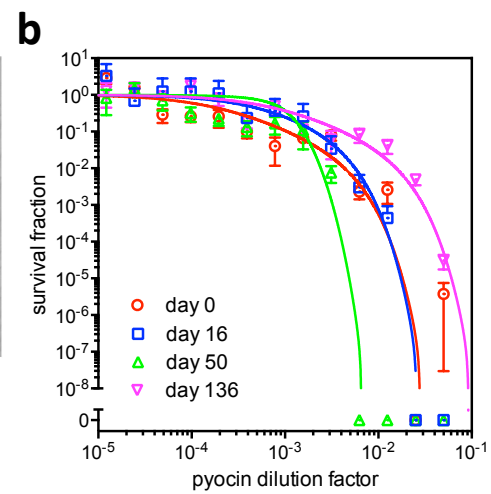 b
survival fraction
10^1
10^0
10^-1
10^-2
10^-3
10^-4
10^-5
10^-6
10^-7
10^-8
0
day 0
day 16
day 50
day 136
10^-5
10^-4
10^-3
10^-2
10^-1
pyocin dilution factor